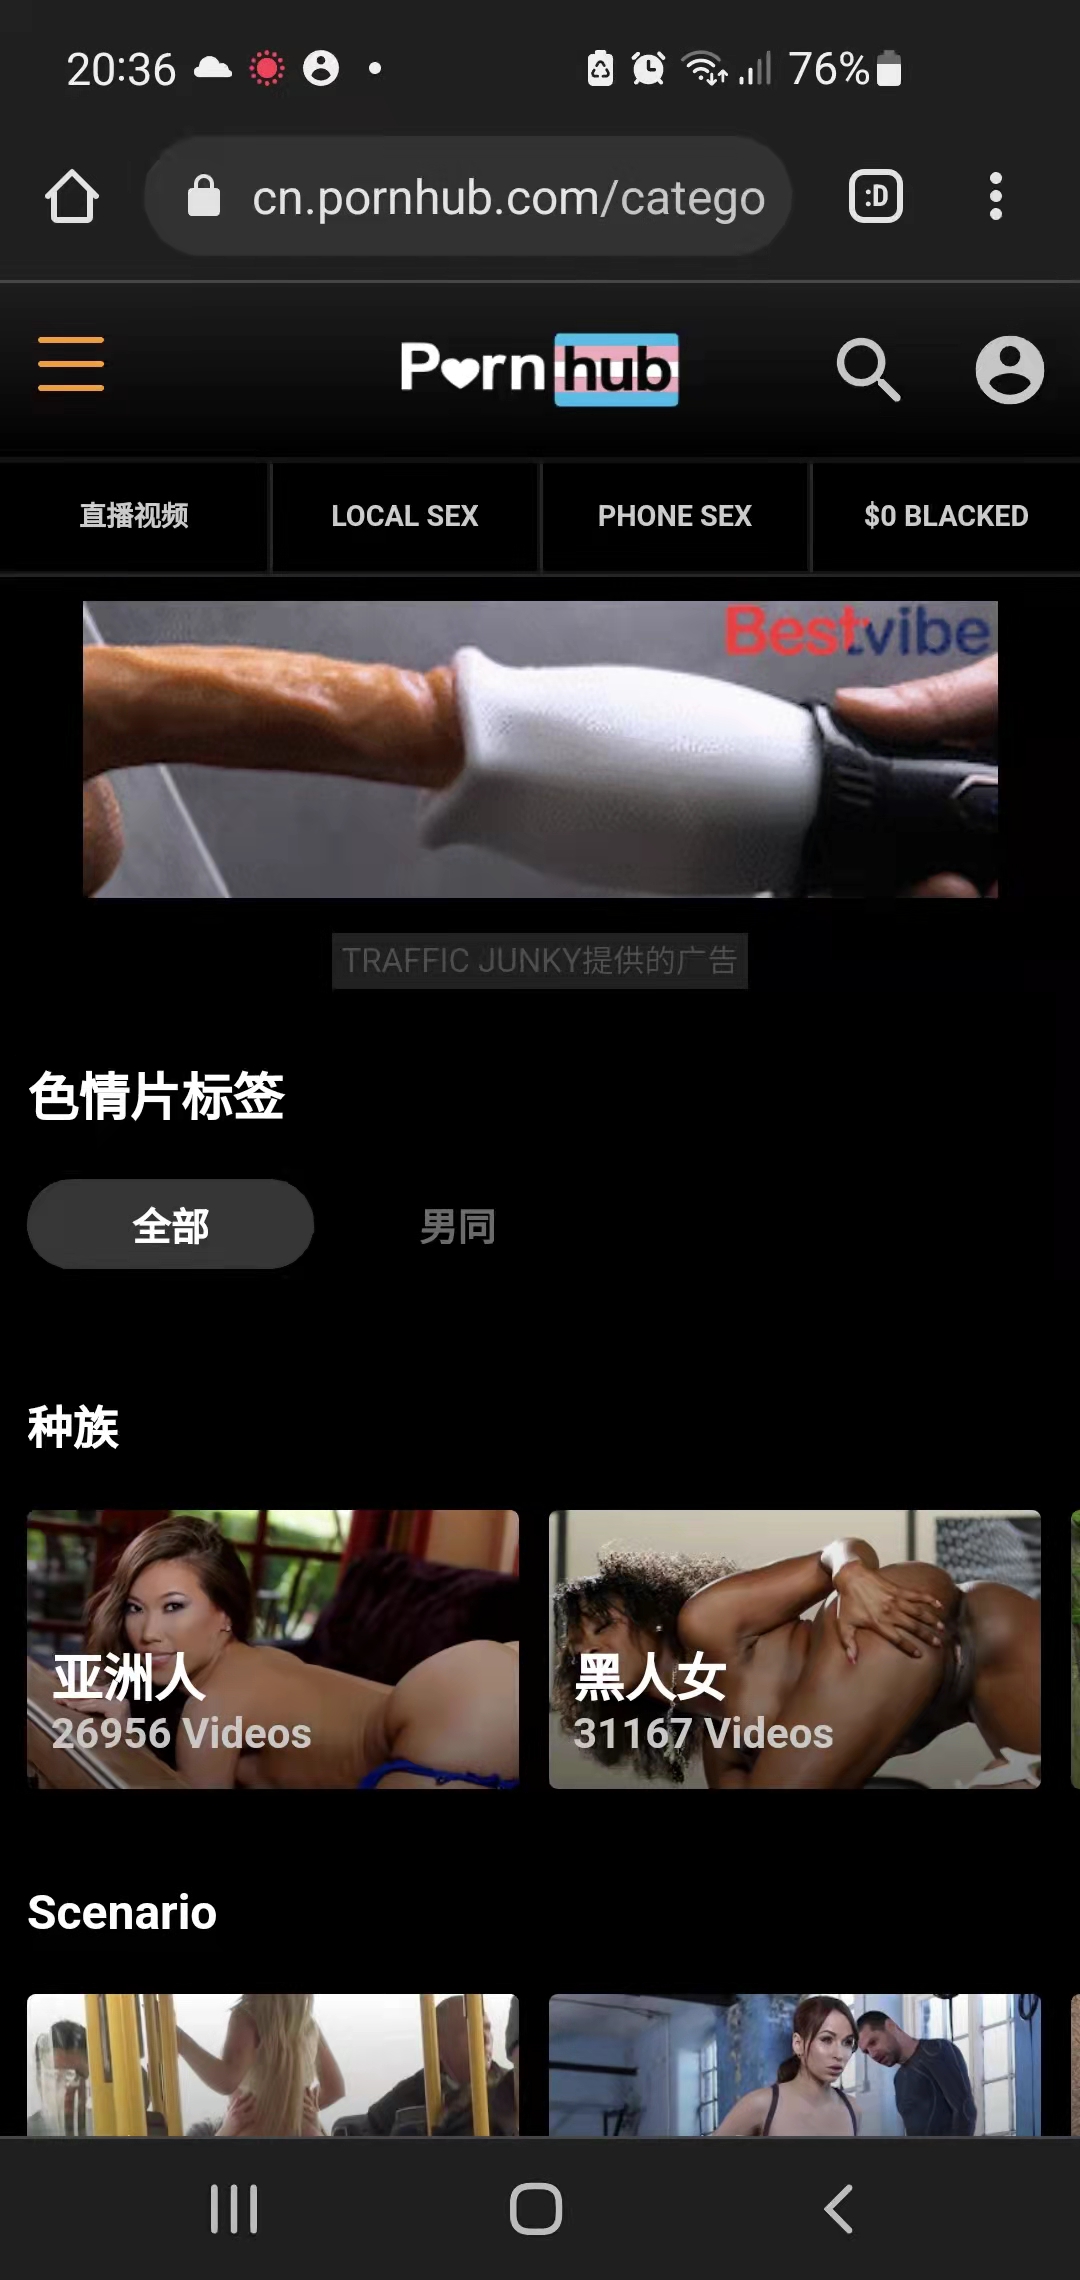 20:36
76%
cn.pornhub.com/catego
:D
Pornhub
直播视频
LOCAL SEX
PHONE SEX
$0 BLACKED
Bestvibe
TRAFFIC JUNKY提供的广告
色情片标签
全部
男同
种族
亚洲人
26956 Videos
黑人女
31167 Videos
Scenario